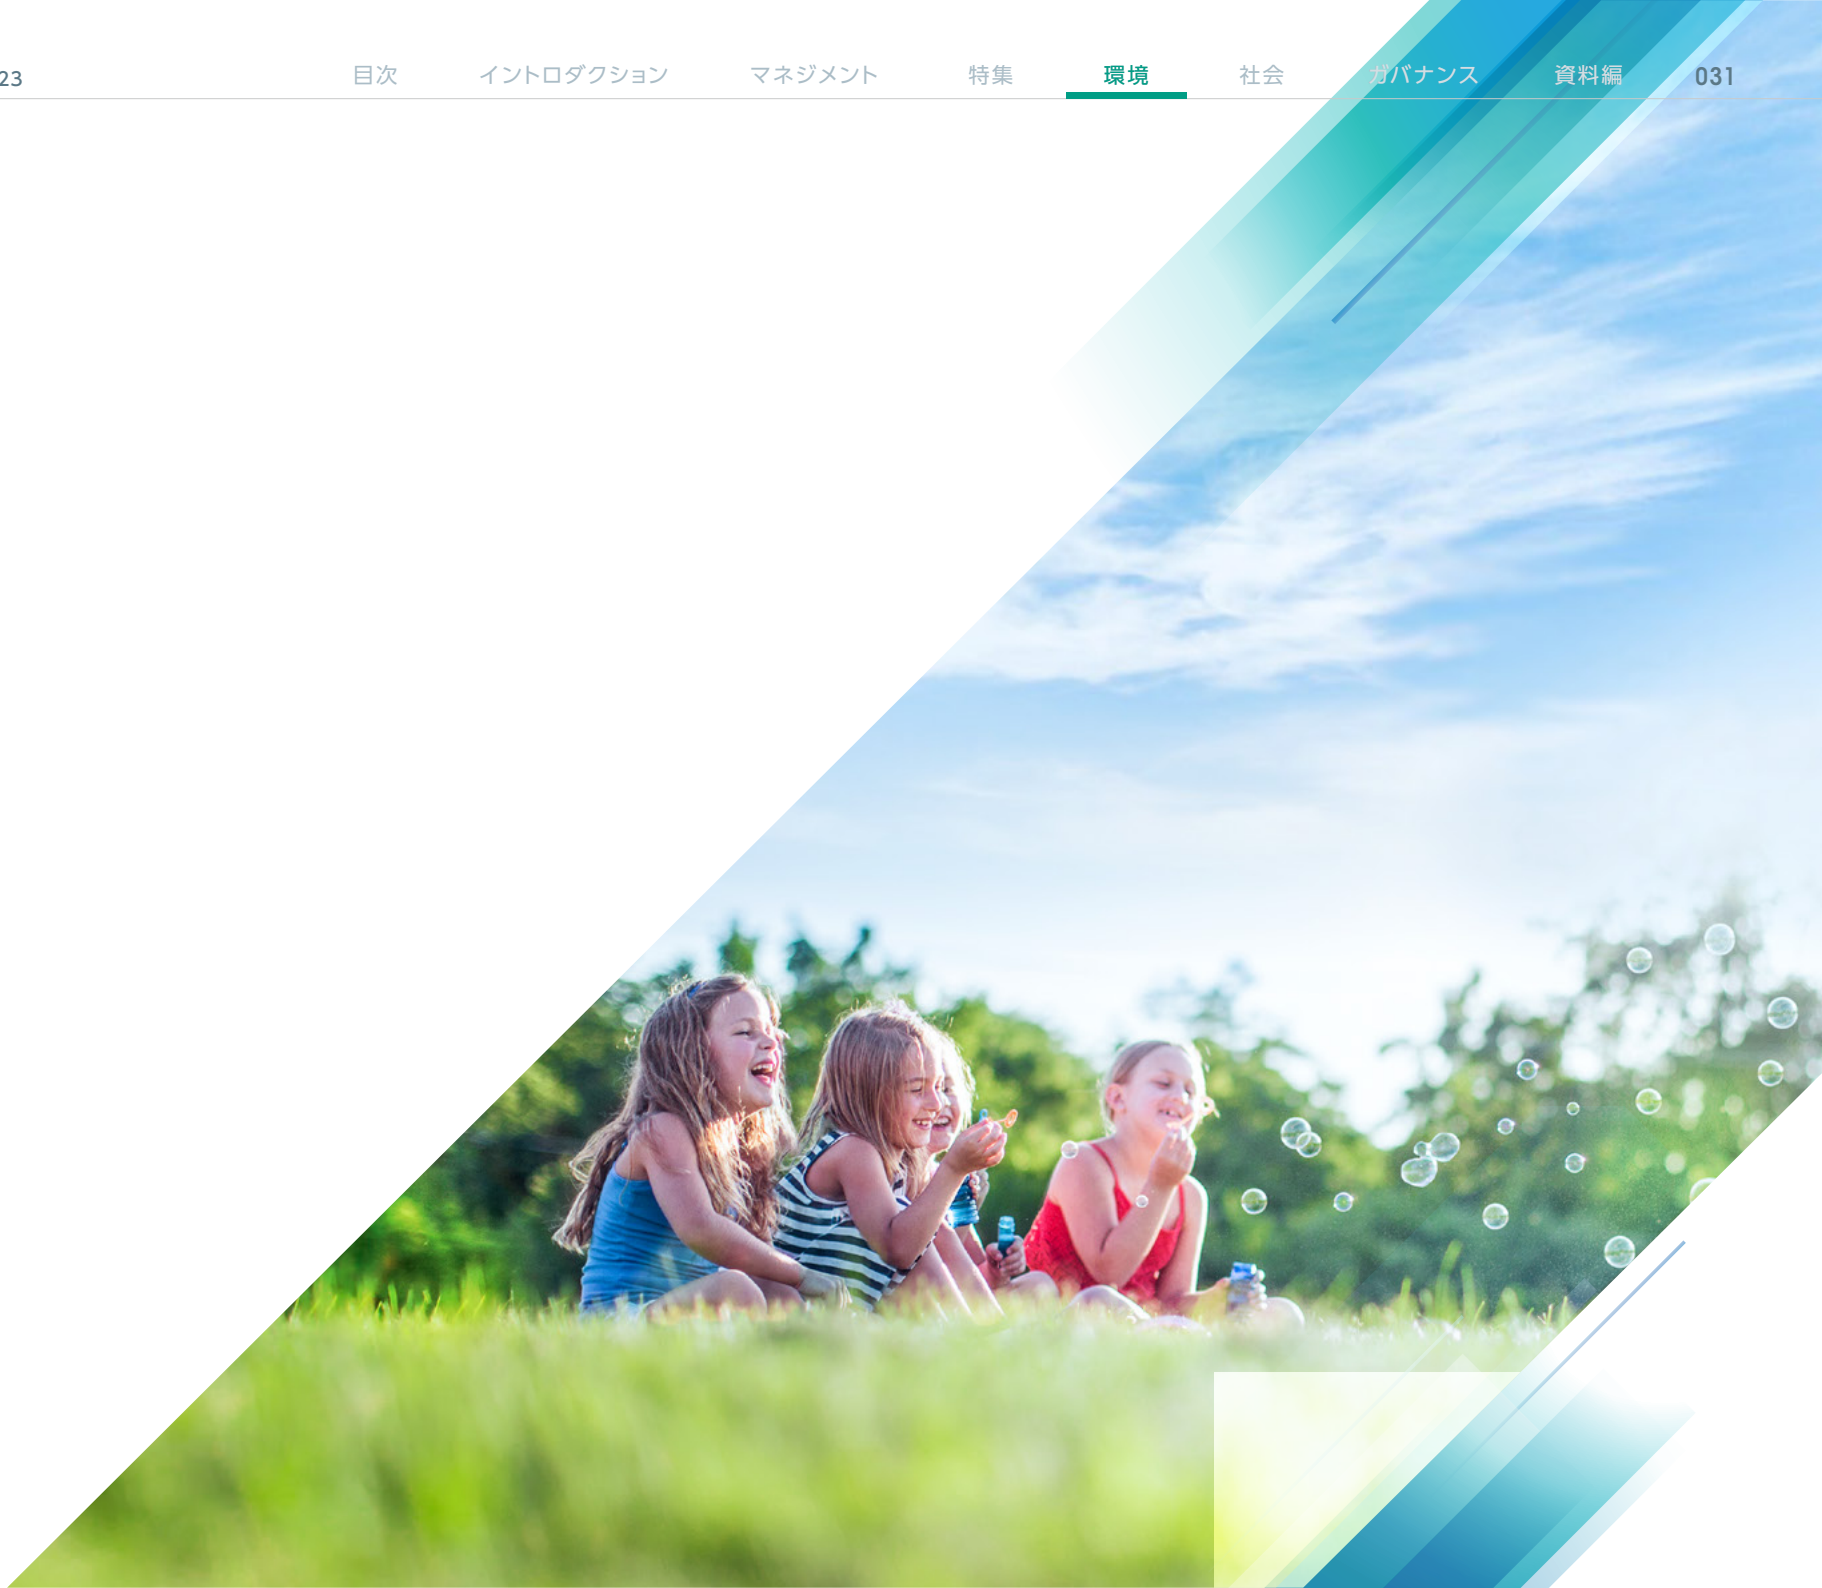 23 目次 イントロダクション マネジメント 特集 環境 社会 ガバナンス 資料編 031